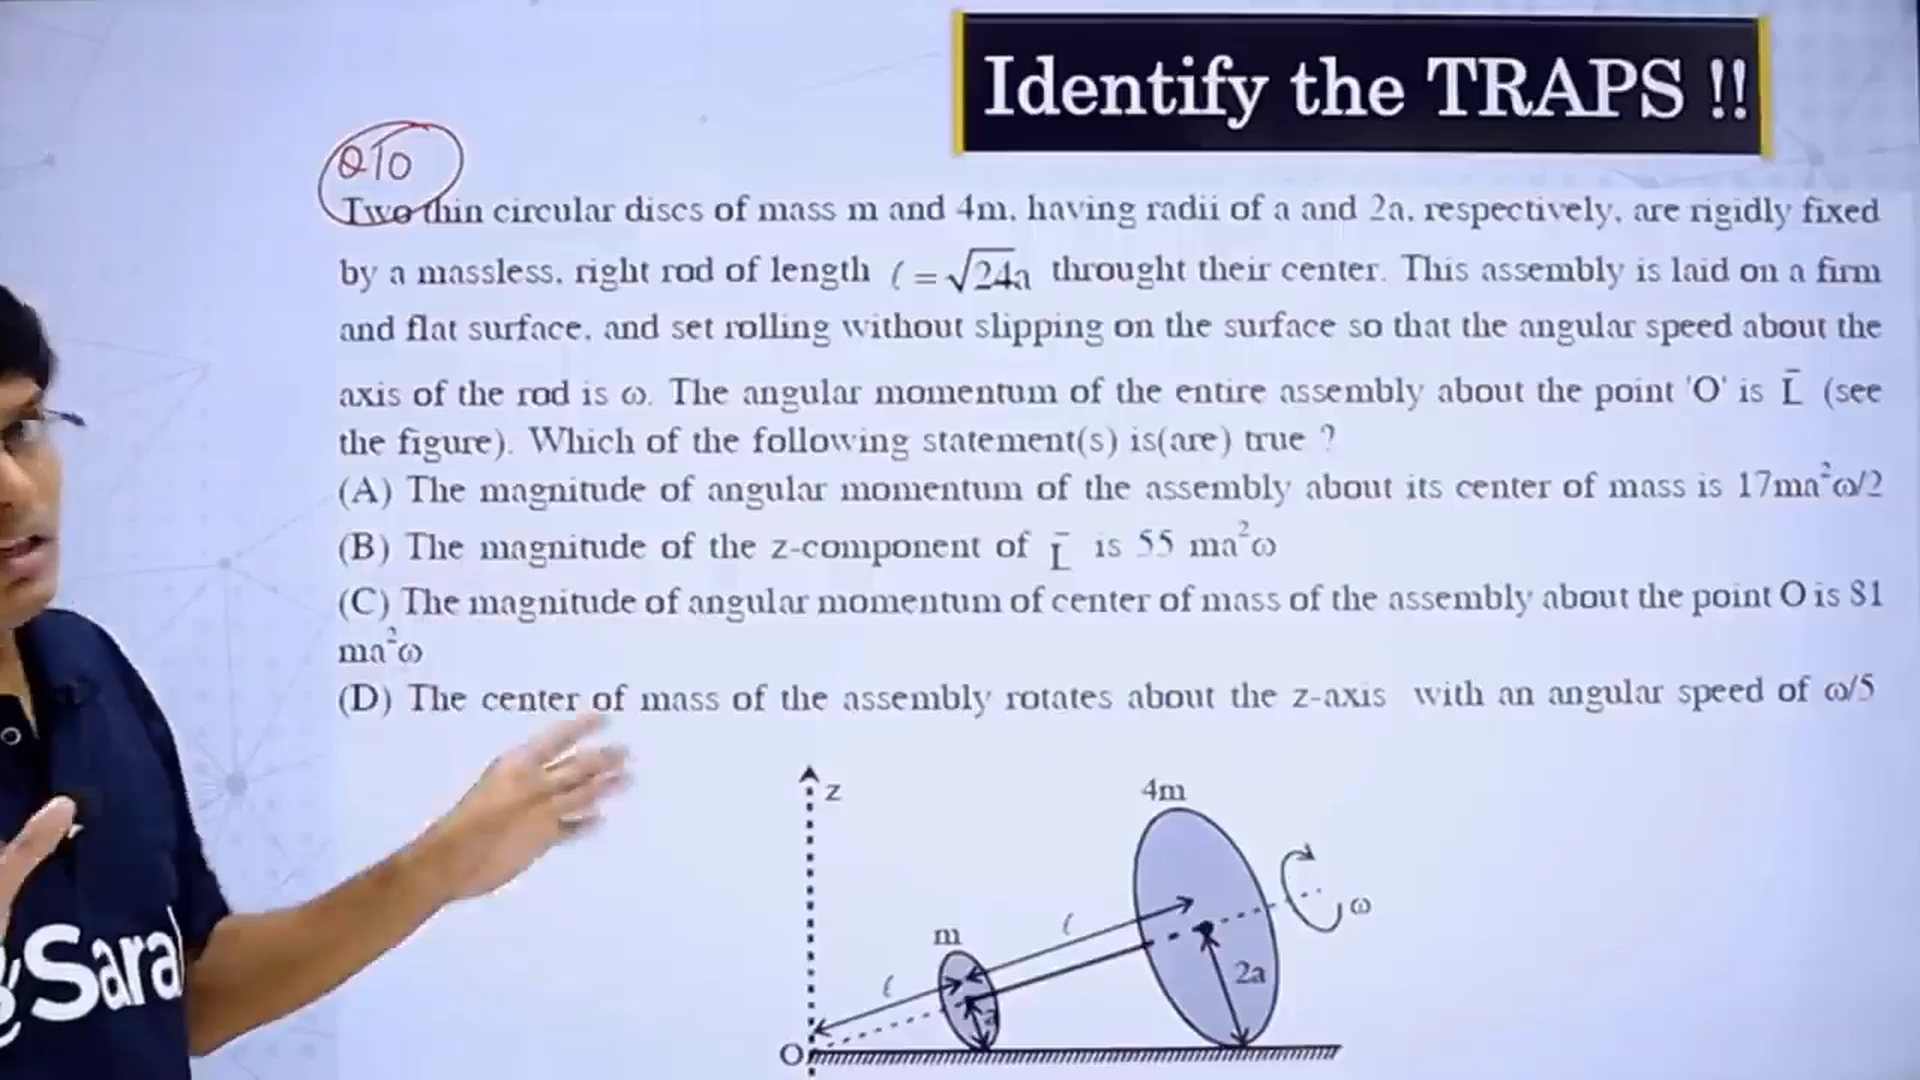 Identify the TRAPS !!
Q10
Two thin circular discs of mass m and 4m, having radii of a and 2a, respectively, are rigidly fixed
by a massless, right rod of length ℓ = √24a throught their center. This assembly is laid on a firm
and flat surface, and set rolling without slipping on the surface so that the angular speed about the
axis of the rod is ω. The angular momentum of the entire assembly about the point 'O' is L̄ (see
the figure). Which of the following statement(s) is(are) true ?
(A) The magnitude of angular momentum of the assembly about its center of mass is 17ma²ω/2
(B) The magnitude of the z-component of L̄ is 55 ma²ω
(C) The magnitude of angular momentum of center of mass of the assembly about the point O is 81
ma²ω
(D) The center of mass of the assembly rotates about the z-axis with an angular speed of ω/5
z
4m
ω
m
ℓ
2a
ℓ
a
O
Saral